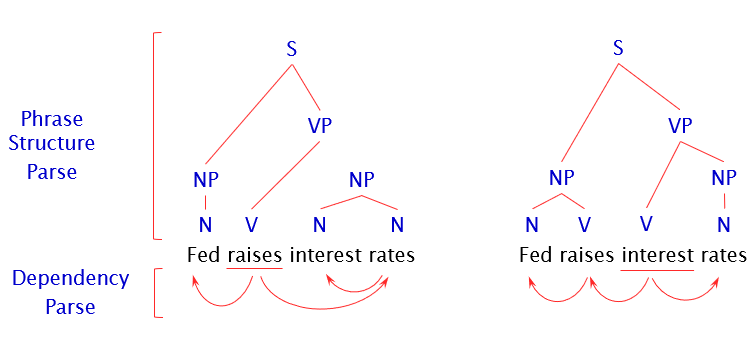 S S
VP VP
Phrase
Structure
Parse
NP NP NP NP
N V N N N V V N
Fed raises interest rates Fed raises interest rates
Dependency
Parse